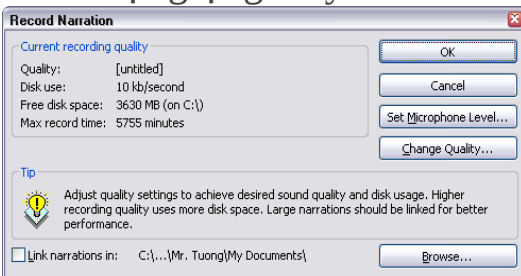 Record Narration
Current recording quality
Quality: [untitled]
Disk use: 10 kb/second
Free disk space: 3630 MB (on C:\)
Max record time: 5755 minutes
OK
Cancel
Set Microphone Level...
Change Quality...
Tip
Adjust quality settings to achieve desired sound quality and disk usage. Higher
recording quality uses more disk space. Large narrations should be linked for better
performance.
Link narrations in: C:\...\Mr. Tuong\My Documents\
Browse...